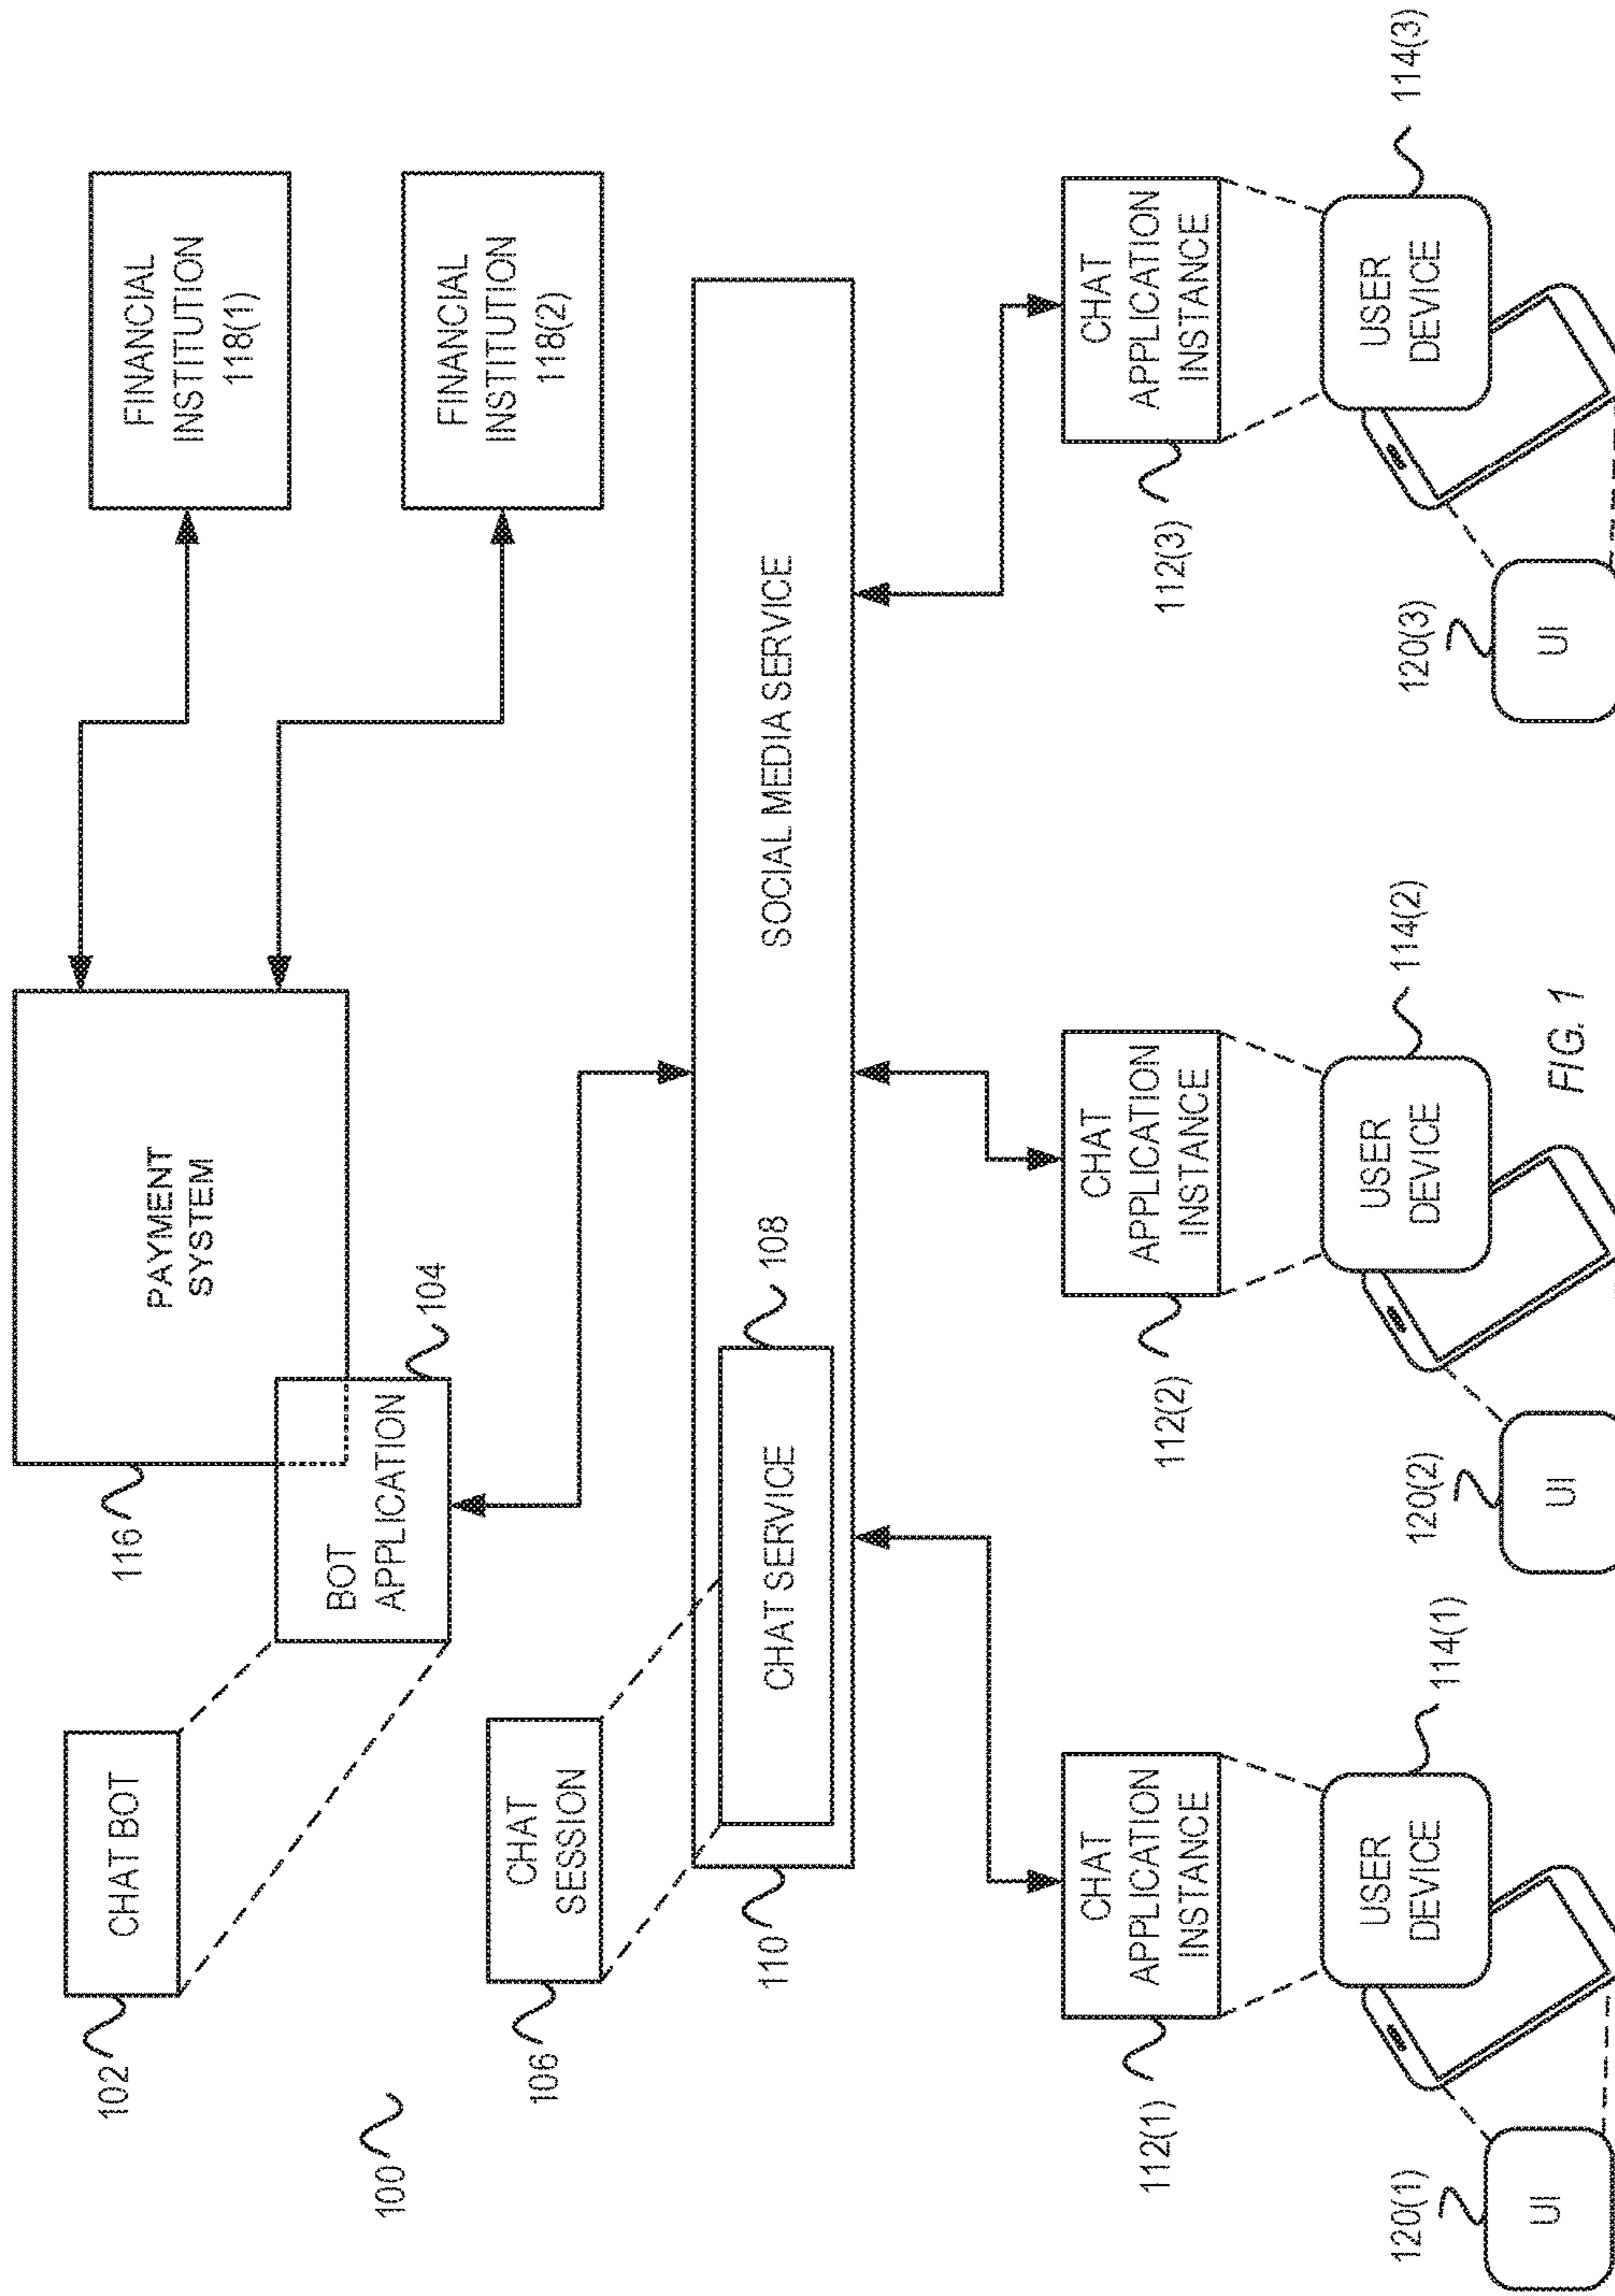 102
CHAT BOT
116
PAYMENT
SYSTEM
FINANCIAL
INSTITUTION
118(1)
100
BOT
APPLICATION
104
FINANCIAL
INSTITUTION
118(2)
106
CHAT
SESSION
110
CHAT SERVICE
108
SOCIAL MEDIA SERVICE
112(1)
CHAT
APPLICATION
INSTANCE
112(2)
CHAT
APPLICATION
INSTANCE
112(3)
CHAT
APPLICATION
INSTANCE
120(1)
UI
USER
DEVICE
114(1)
120(2)
UI
USER
DEVICE
114(2)
120(3)
UI
USER
DEVICE
114(3)
FIG. 1